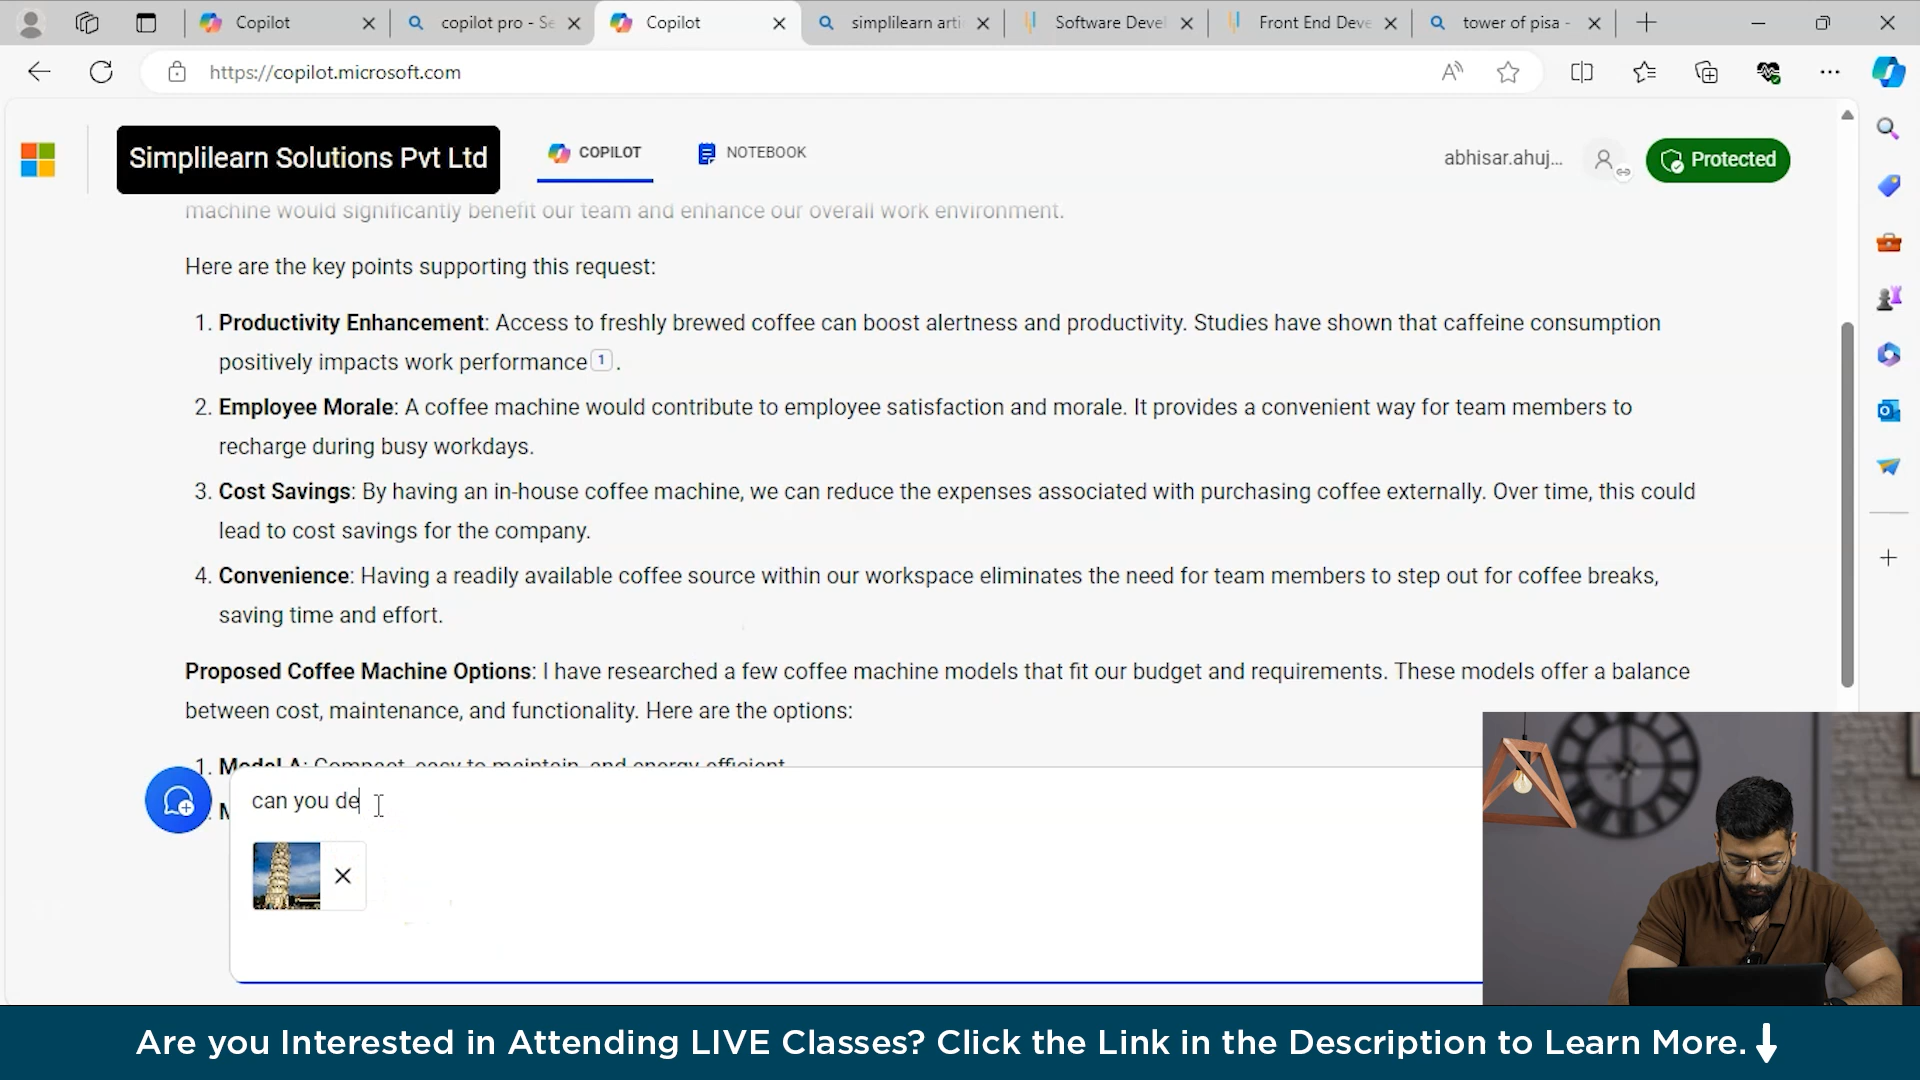 Copilot
copilot pro - Se
Copilot
simplilearn arti
Software Devel
Front End Deve
tower of pisa -
https://copilot.microsoft.com
Simplilearn Solutions Pvt Ltd
COPILOT
NOTEBOOK
abhisar.ahuj...
Protected
machine would significantly benefit our team and enhance our overall work environment.
Here are the key points supporting this request:
1. Productivity Enhancement: Access to freshly brewed coffee can boost alertness and productivity. Studies have shown that caffeine consumption
positively impacts work performance 1 .
2. Employee Morale: A coffee machine would contribute to employee satisfaction and morale. It provides a convenient way for team members to
recharge during busy workdays.
3. Cost Savings: By having an in-house coffee machine, we can reduce the expenses associated with purchasing coffee externally. Over time, this could
lead to cost savings for the company.
4. Convenience: Having a readily available coffee source within our workspace eliminates the need for team members to step out for coffee breaks,
saving time and effort.
Proposed Coffee Machine Options: I have researched a few coffee machine models that fit our budget and requirements. These models offer a balance
between cost, maintenance, and functionality. Here are the options:
1. Model A: Compact, easy to maintain, and energy efficient.
can you de
Are you Interested in Attending LIVE Classes? Click the Link in the Description to Learn More.